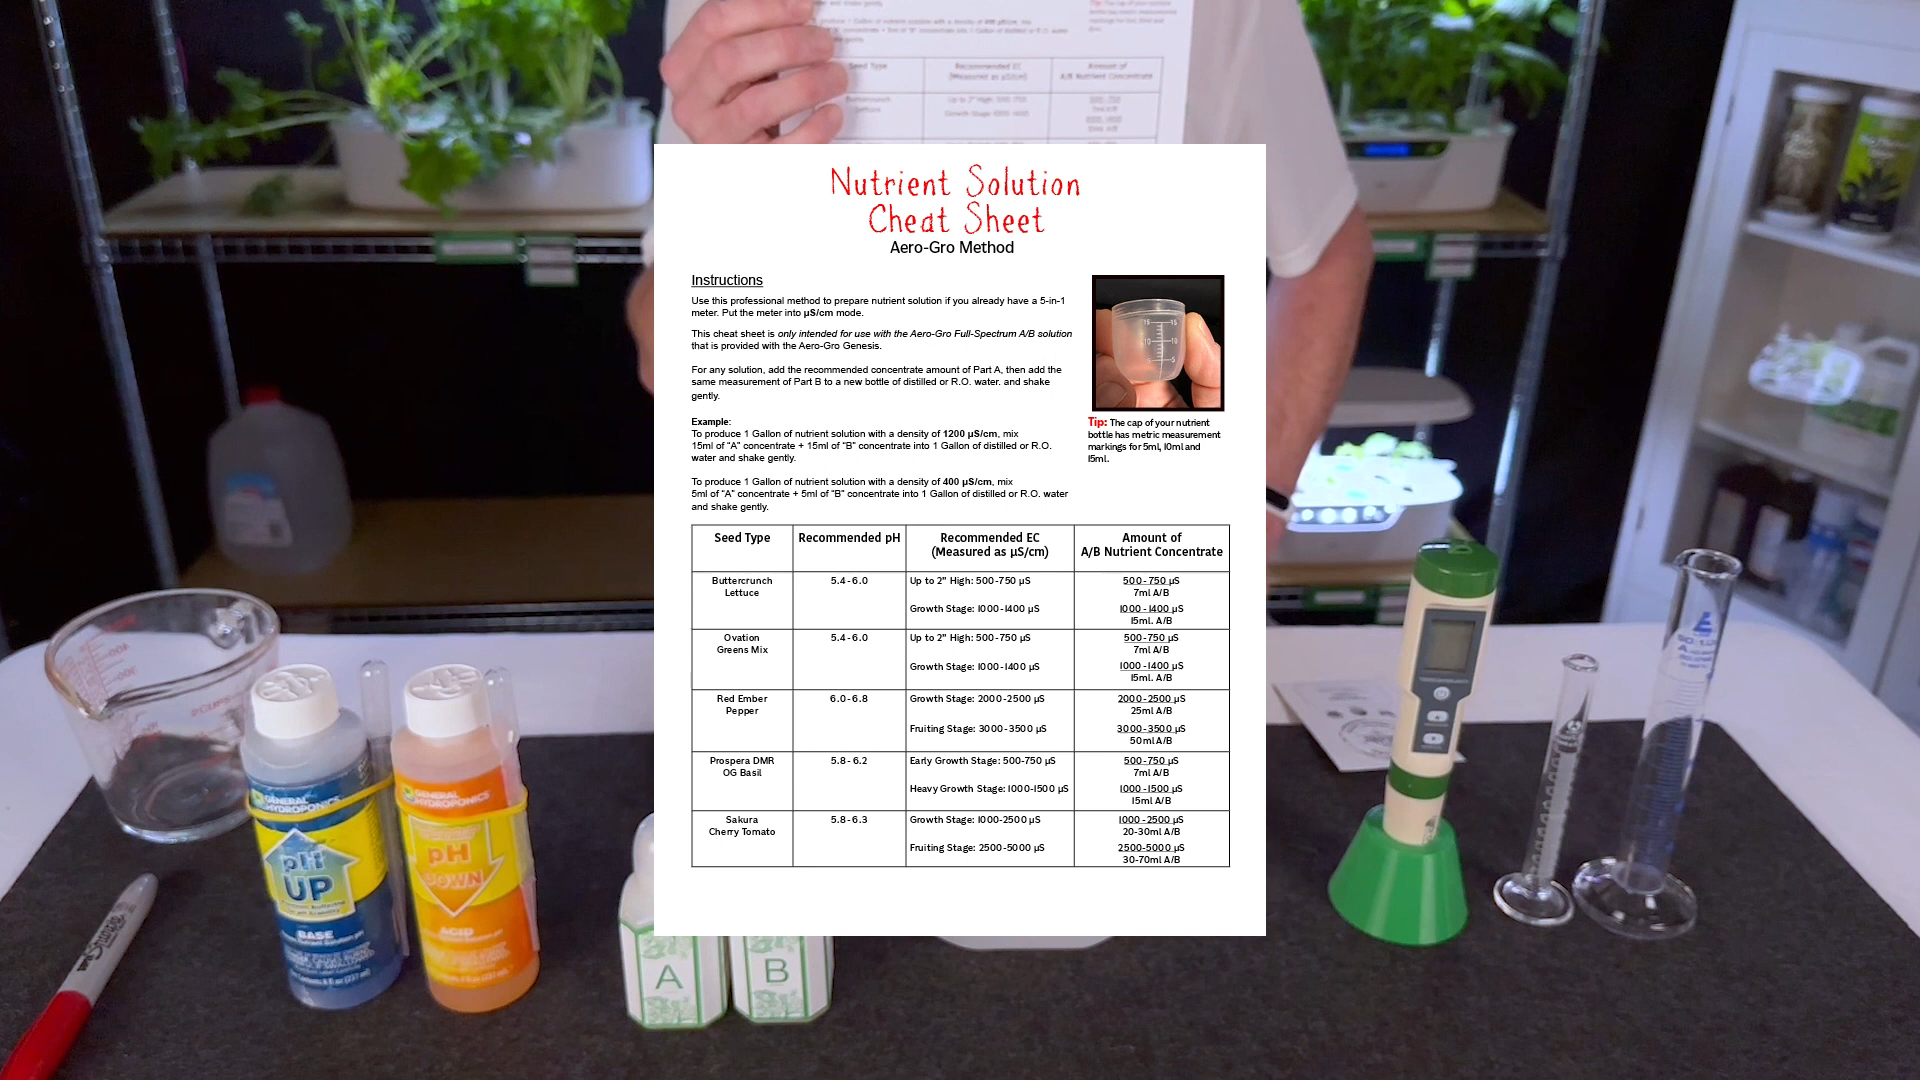 Nutrient Solution
Cheat Sheet
Aero-Gro Method
Instructions
Use this professional method to prepare nutrient solution if you already have a 5-in-1
meter. Put the meter into µS/cm mode.
This cheat sheet is only intended for use with the Aero-Gro Full-Spectrum A/B solution
that is provided with the Aero-Gro Genesis.
For any solution, add the recommended concentrate amount of Part A, then add the
same measurement of Part B to a new bottle of distilled or R.O. water. and shake
gently.
Example:
To produce 1 Gallon of nutrient solution with a density of 1200 µS/cm, mix
15ml of "A" concentrate + 15ml of "B" concentrate into 1 Gallon of distilled or R.O.
water and shake gently.
To produce 1 Gallon of nutrient solution with a density of 400 µS/cm, mix
5ml of "A" concentrate + 5ml of "B" concentrate into 1 Gallon of distilled or R.O. water
and shake gently.
15 15
10 10
5
Tip: The cap of your nutrient
bottle has metric measurement
markings for 5ml, 10ml and
15ml.
Seed Type Recommended pH Recommended EC (Measured as µS/cm) Amount of A/B Nutrient Concentrate
Buttercrunch Lettuce 5.4-6.0 Up to 2" High: 500-750 µS 500-750 µS
7ml A/B
Growth Stage: 1000-1400 µS 1000-1400 µS
15ml. A/B
Ovation Greens Mix 5.4-6.0 Up to 2" High: 500-750 µS 500-750 µS
7ml A/B
Growth Stage: 1000-1400 µS 1000-1400 µS
15ml. A/B
Red Ember Pepper 6.0-6.8 Growth Stage: 2000-2500 µS 2000-2500 µS
25ml A/B
Fruiting Stage: 3000-3500 µS 3000-3500 µS
50ml A/B
Prospera DMR OG Basil 5.8-6.2 Early Growth Stage: 500-750 µS 500-750 µS
7ml A/B
Heavy Growth Stage: 1000-1500 µS 1000-1500 µS
15ml A/B
Sakura Cherry Tomato 5.8-6.3 Growth Stage: 1000-2500 µS 1000-2500 µS
20-30ml A/B
Fruiting Stage: 2500-5000 µS 2500-5000 µS
30-70ml A/B
GENERAL
HYDROPONICS
pH
UP
BASE
GENERAL
HYDROPONICS
pH
DOWN
ACID
A
B
Sharpie